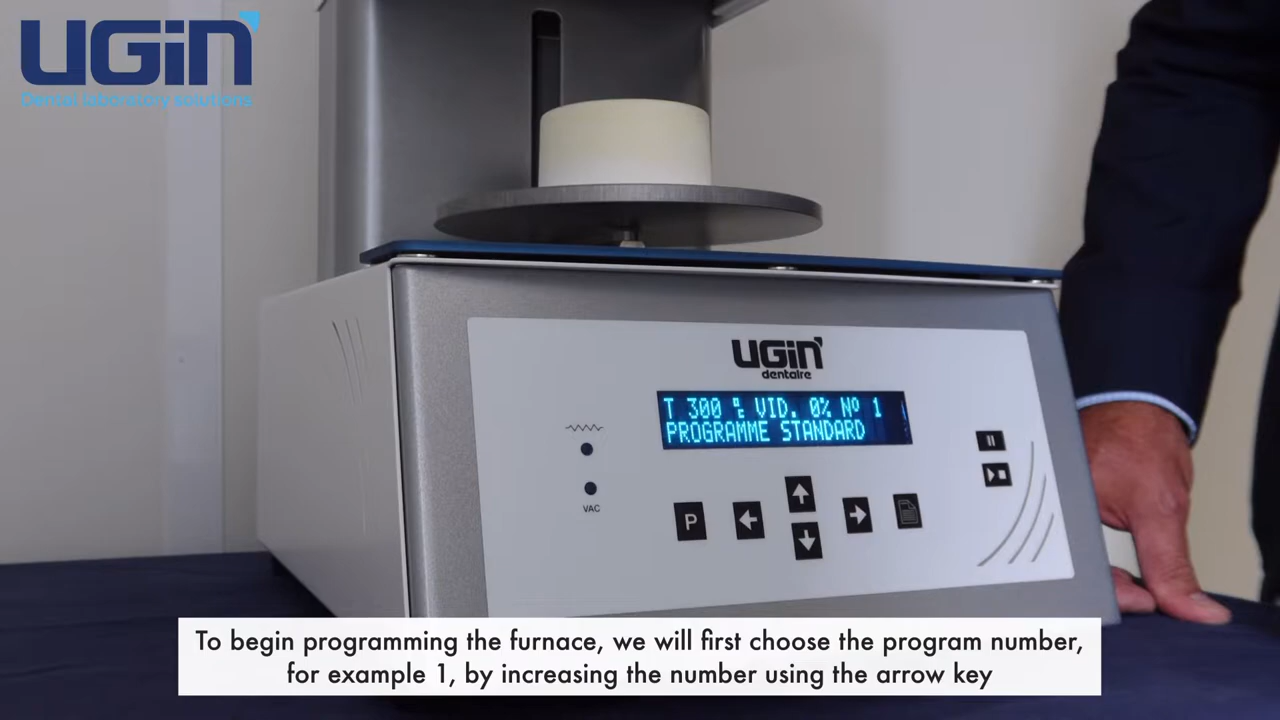 UGiN
Dental laboratory solutions
UGiN
dentaire
T 300 °C VID. 0% Nº 1
PROGRAMME STANDARD
VAC
P
To begin programming the furnace, we will first choose the program number,
for example 1, by increasing the number using the arrow key